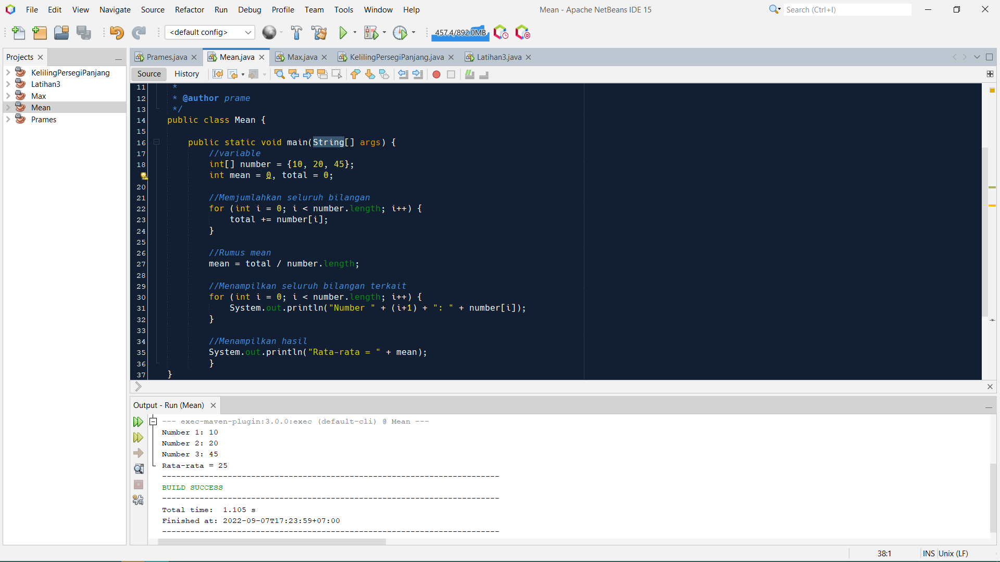 File Edit View Navigate Source Refactor Run Debug Profile Team Tools Window Help
Mean - Apache NetBeans IDE 15
Search (Ctrl+I)
<default config>
457.4/892.0MB
Projects
KelilingPersegiPanjang
Latihan3
Max
Mean
Prames
Prames.java Mean.java Max.java KelilingPersegiPanjang.java Latihan3.java
Source History
11 *
12 * @author prame
13 */
14 public class Mean {
15
16 public static void main(String[] args) {
17 //variable
18 int[] number = {10, 20, 45};
int mean = 0, total = 0;
20
21 //Memjumlahkan seluruh bilangan
22 for (int i = 0; i < number.length; i++) {
23 total += number[i];
24 }
25
26 //Rumus mean
27 mean = total / number.length;
28
29 //Menampilkan seluruh bilangan terkait
30 for (int i = 0; i < number.length; i++) {
31 System.out.println("Number " + (i+1) + ": " + number[i]);
32 }
33
34 //Menampilkan hasil
35 System.out.println("Rata-rata = " + mean);
36 }
37 }
Output - Run (Mean)
--- exec-maven-plugin:3.0.0:exec (default-cli) @ Mean ---
Number 1: 10
Number 2: 20
Number 3: 45
Rata-rata = 25
------------------------------------------------------------------------
BUILD SUCCESS
------------------------------------------------------------------------
Total time:  1.105 s
Finished at: 2022-09-07T17:23:59+07:00
------------------------------------------------------------------------
38:1 INS Unix (LF)